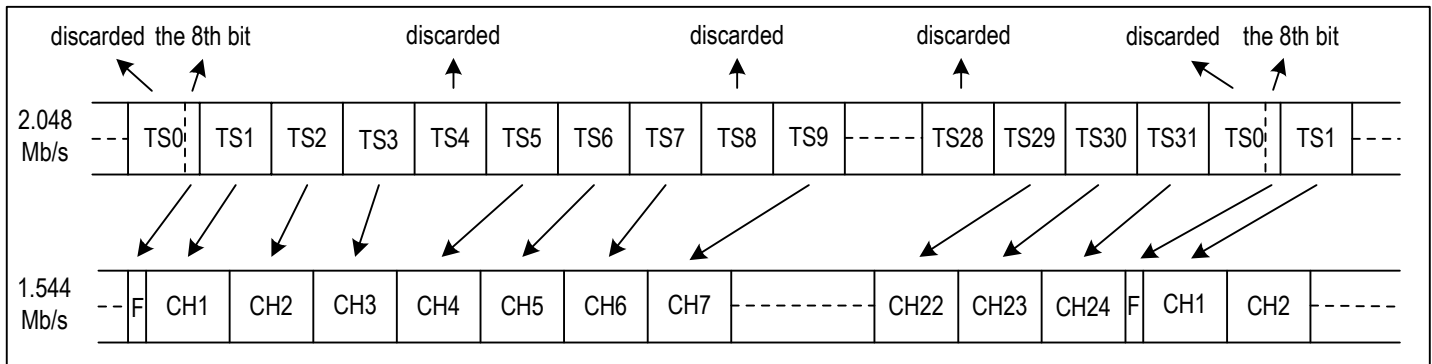 discarded the 8th bit discarded discarded discarded discarded the 8th bit
2.048 Mb/s
TS0 TS1 TS2 TS3 TS4 TS5 TS6 TS7 TS8 TS9 TS28 TS29 TS30 TS31 TS0 TS1
1.544 Mb/s
F CH1 CH2 CH3 CH4 CH5 CH6 CH7 CH22 CH23 CH24 F CH1 CH2